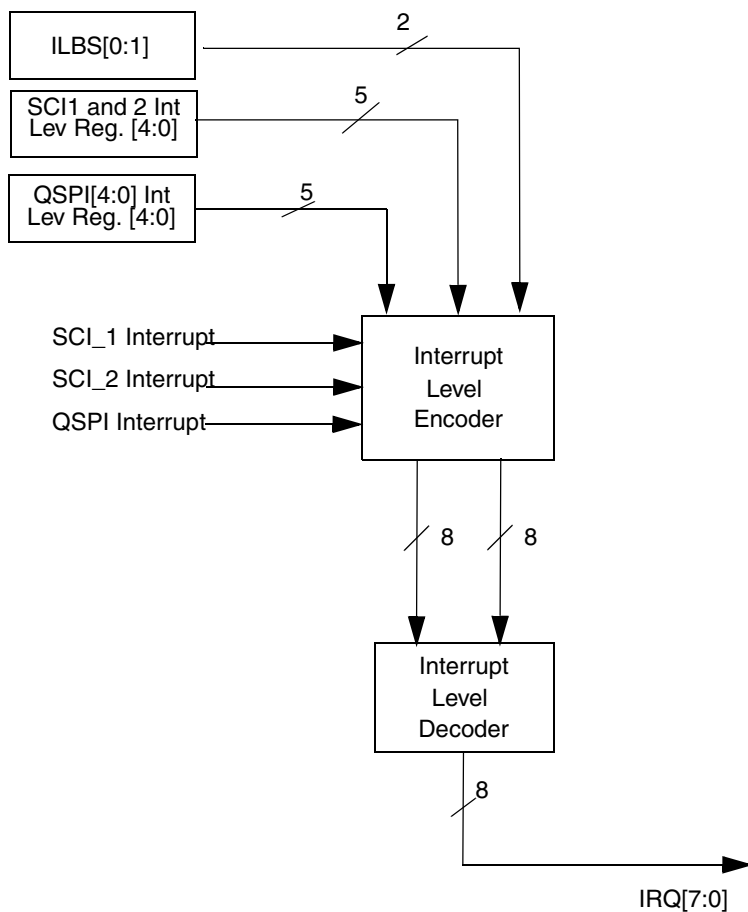 2
ILBS[0:1]
5
SCI1 and 2 Int
Lev Reg. [4:0]
5
QSPI[4:0] Int
Lev Reg. [4:0]
SCI_1 Interrupt
SCI_2 Interrupt
QSPI Interrupt
Interrupt
Level
Encoder
8
8
Interrupt
Level
Decoder
8
IRQ[7:0]